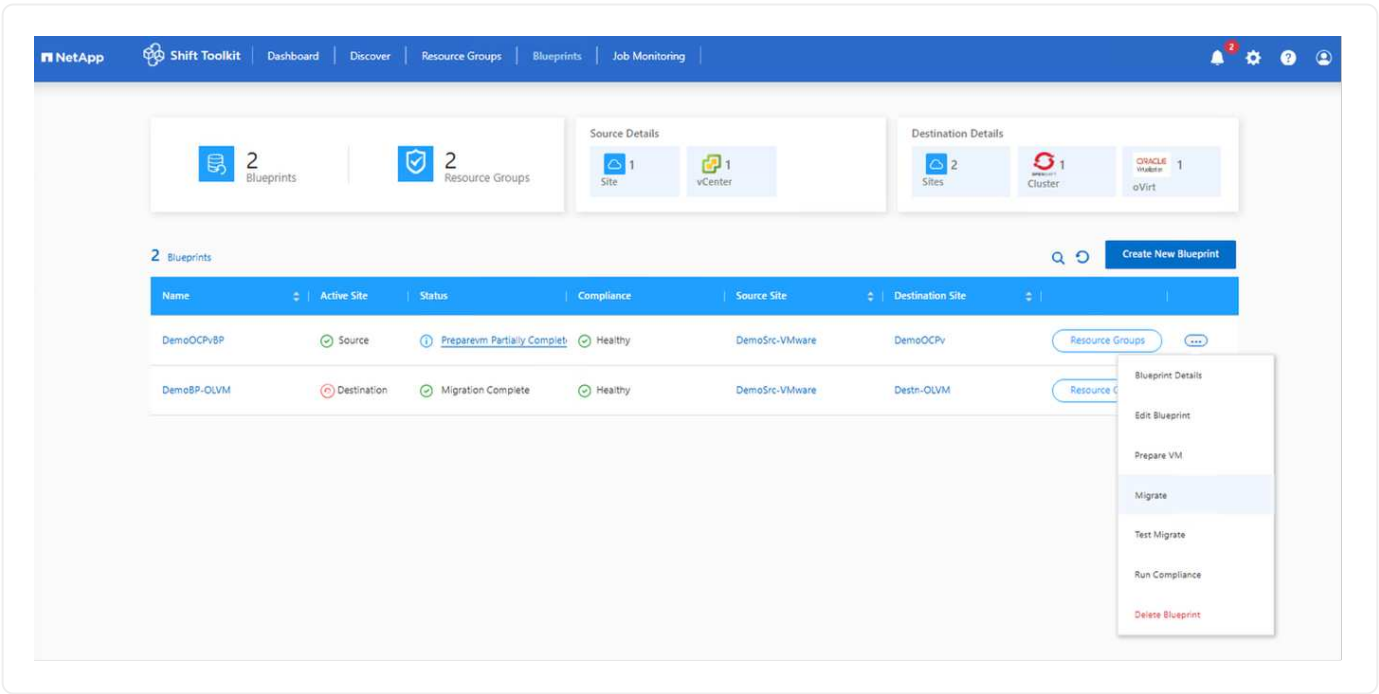 NetApp Shift Toolkit Dashboard Discover Resource Groups Blueprints Job Monitoring 2
Source Details Destination Details
2 Blueprints 2 Resource Groups 1 Site 1 vCenter 2 Sites 1 Cluster ORACLE 1 oVirt
2 Blueprints Create New Blueprint
Name Active Site Status Compliance Source Site Destination Site
DemoOCPvBP Source Preparevm Partially Complet Healthy DemoSrc-VMware DemoOCPv Resource Groups ...
DemoBP-OLVM Destination Migration Complete Healthy DemoSrc-VMware Destn-OLVM Resource
Blueprint Details
Edit Blueprint
Prepare VM
Migrate
Test Migrate
Run Compliance
Delete Blueprint